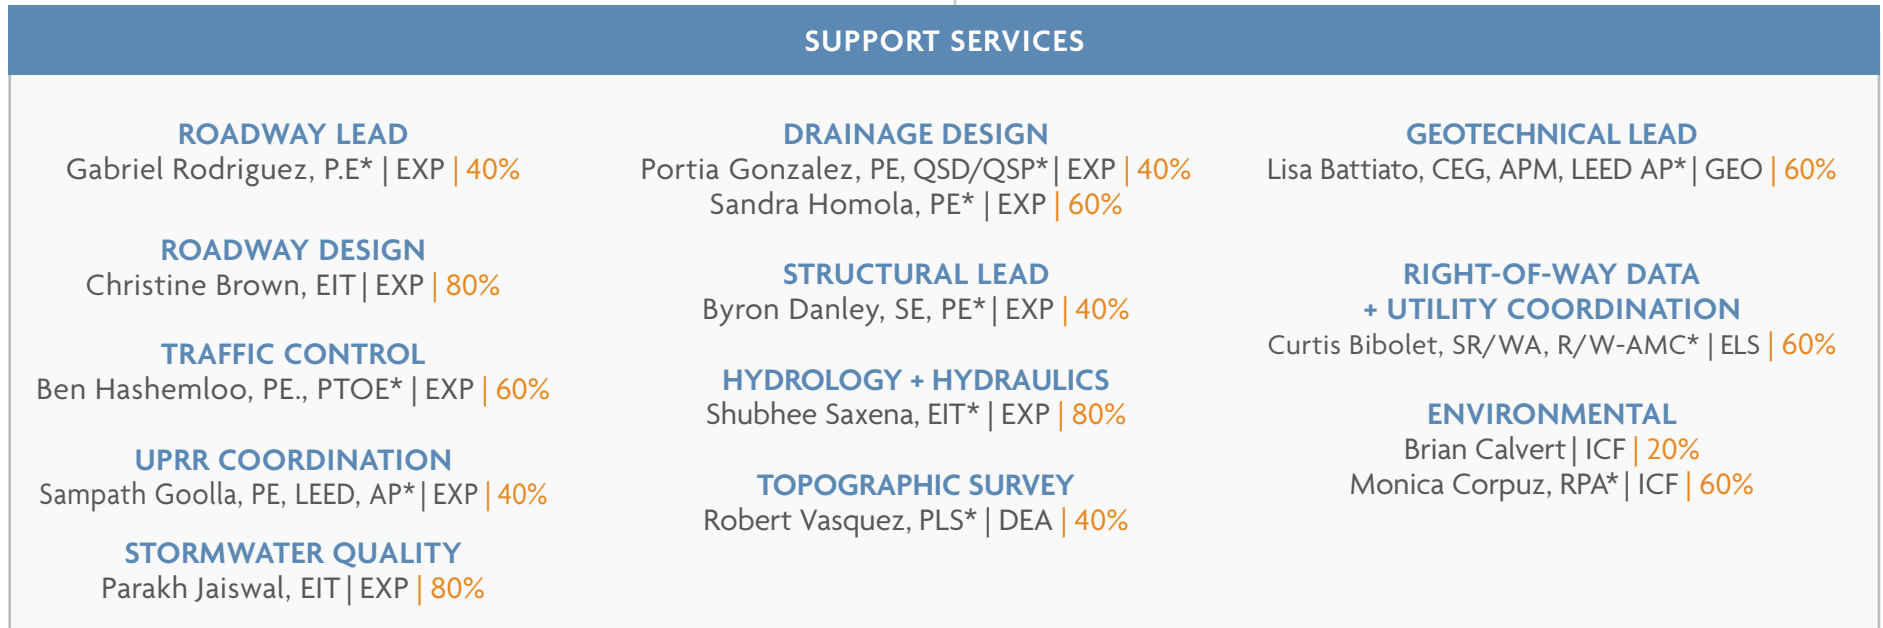 SUPPORT SERVICES
ROADWAY LEAD
Gabriel Rodriguez, P.E* | EXP | 40%
ROADWAY DESIGN
Christine Brown, EIT | EXP | 80%
TRAFFIC CONTROL
Ben Hashemloo, PE., PTOE* | EXP | 60%
UPRR COORDINATION
Sampath Goolla, PE, LEED, AP* | EXP | 40%
STORMWATER QUALITY
Parakh Jaiswal, EIT | EXP | 80%
DRAINAGE DESIGN
Portia Gonzalez, PE, QSD/QSP* | EXP | 40%
Sandra Homola, PE* | EXP | 60%
STRUCTURAL LEAD
Byron Danley, SE, PE* | EXP | 40%
HYDROLOGY + HYDRAULICS
Shubhee Saxena, EIT* | EXP | 80%
TOPOGRAPHIC SURVEY
Robert Vasquez, PLS* | DEA | 40%
GEOTECHNICAL LEAD
Lisa Battiato, CEG, APM, LEED AP* | GEO | 60%
RIGHT-OF-WAY DATA
+ UTILITY COORDINATION
Curtis Bibolet, SR/WA, R/W-AMC* | ELS | 60%
ENVIRONMENTAL
Brian Calvert | ICF | 20%
Monica Corpuz, RPA* | ICF | 60%